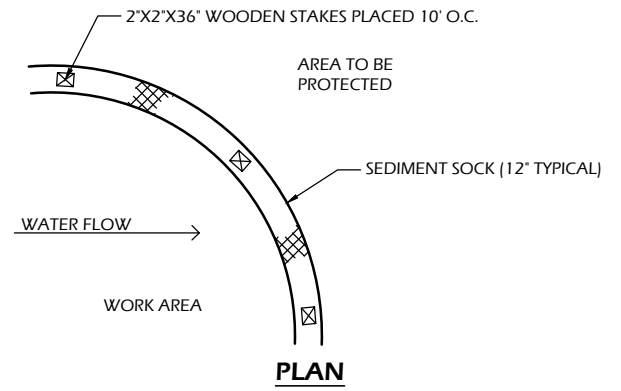 2"X2"X36" WOODEN STAKES PLACED 10' O.C.
AREA TO BE
PROTECTED
SEDIMENT SOCK (12" TYPICAL)
WATER FLOW
WORK AREA
PLAN